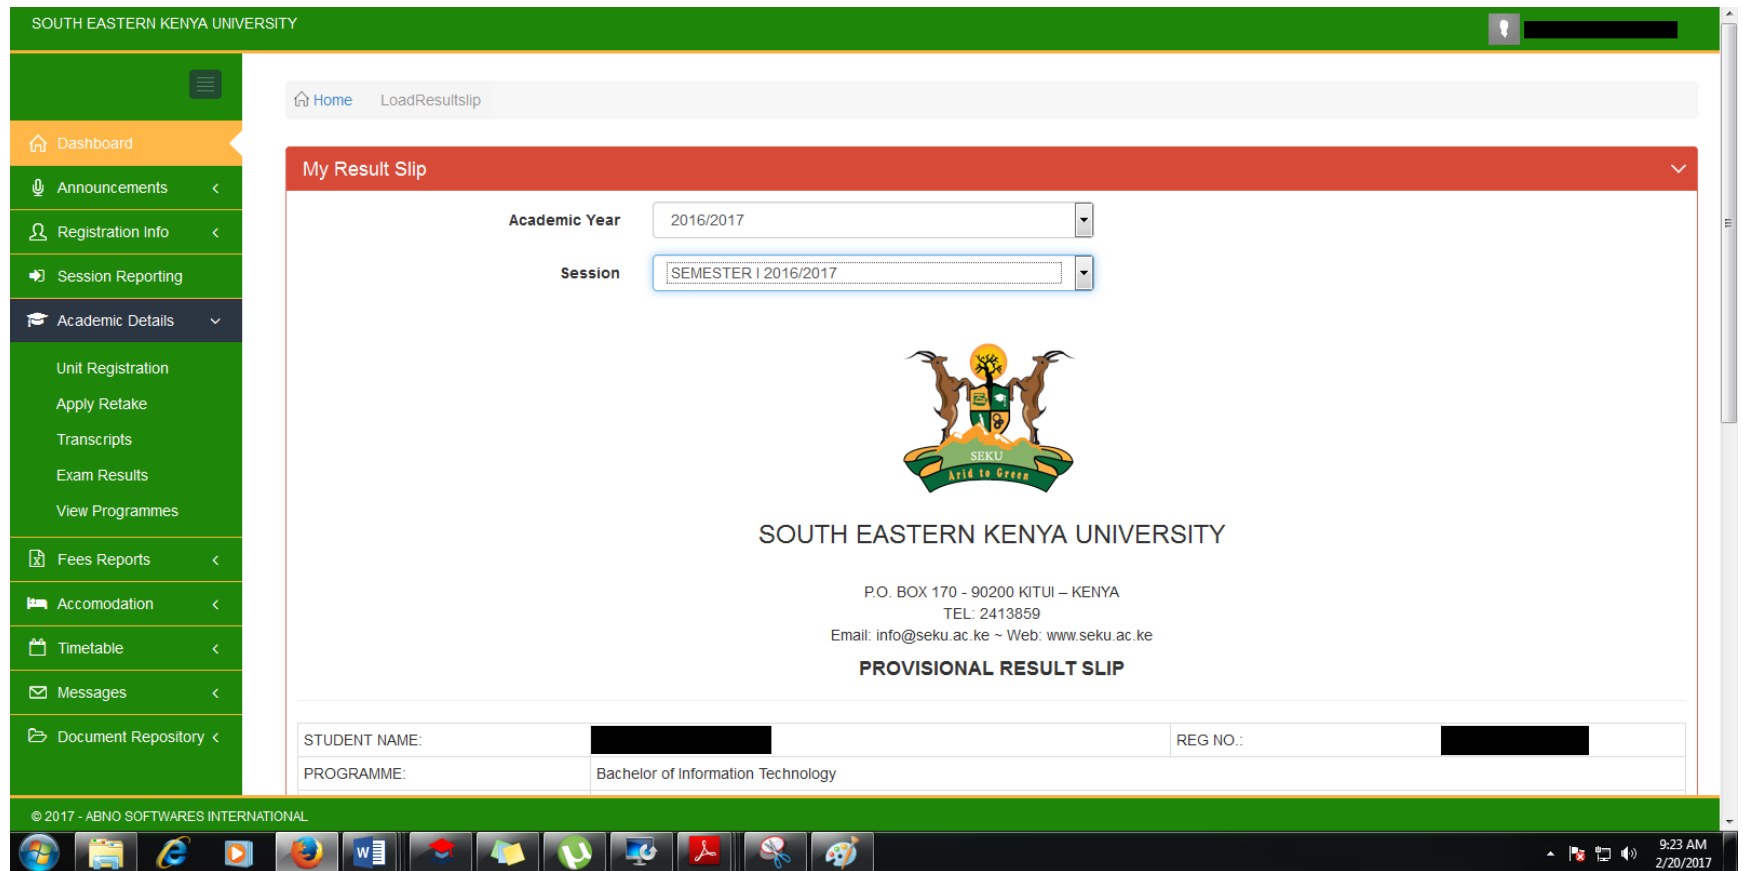 SOUTH EASTERN KENYA UNIVERSITY
Home LoadResultslip
Dashboard
Announcements
Registration Info
Session Reporting
Academic Details
Unit Registration
Apply Retake
Transcripts
Exam Results
View Programmes
Fees Reports
Accomodation
Timetable
Messages
Document Repository
My Result Slip
Academic Year 2016/2017
Session SEMESTER I 2016/2017
SEKU
Arid to Green
SOUTH EASTERN KENYA UNIVERSITY
P.O. BOX 170 - 90200 KITUI – KENYA
TEL: 2413859
Email: info@seku.ac.ke ~ Web: www.seku.ac.ke
PROVISIONAL RESULT SLIP
STUDENT NAME: REG NO.:
PROGRAMME: Bachelor of Information Technology
© 2017 - ABNO SOFTWARES INTERNATIONAL
9:23 AM
2/20/2017